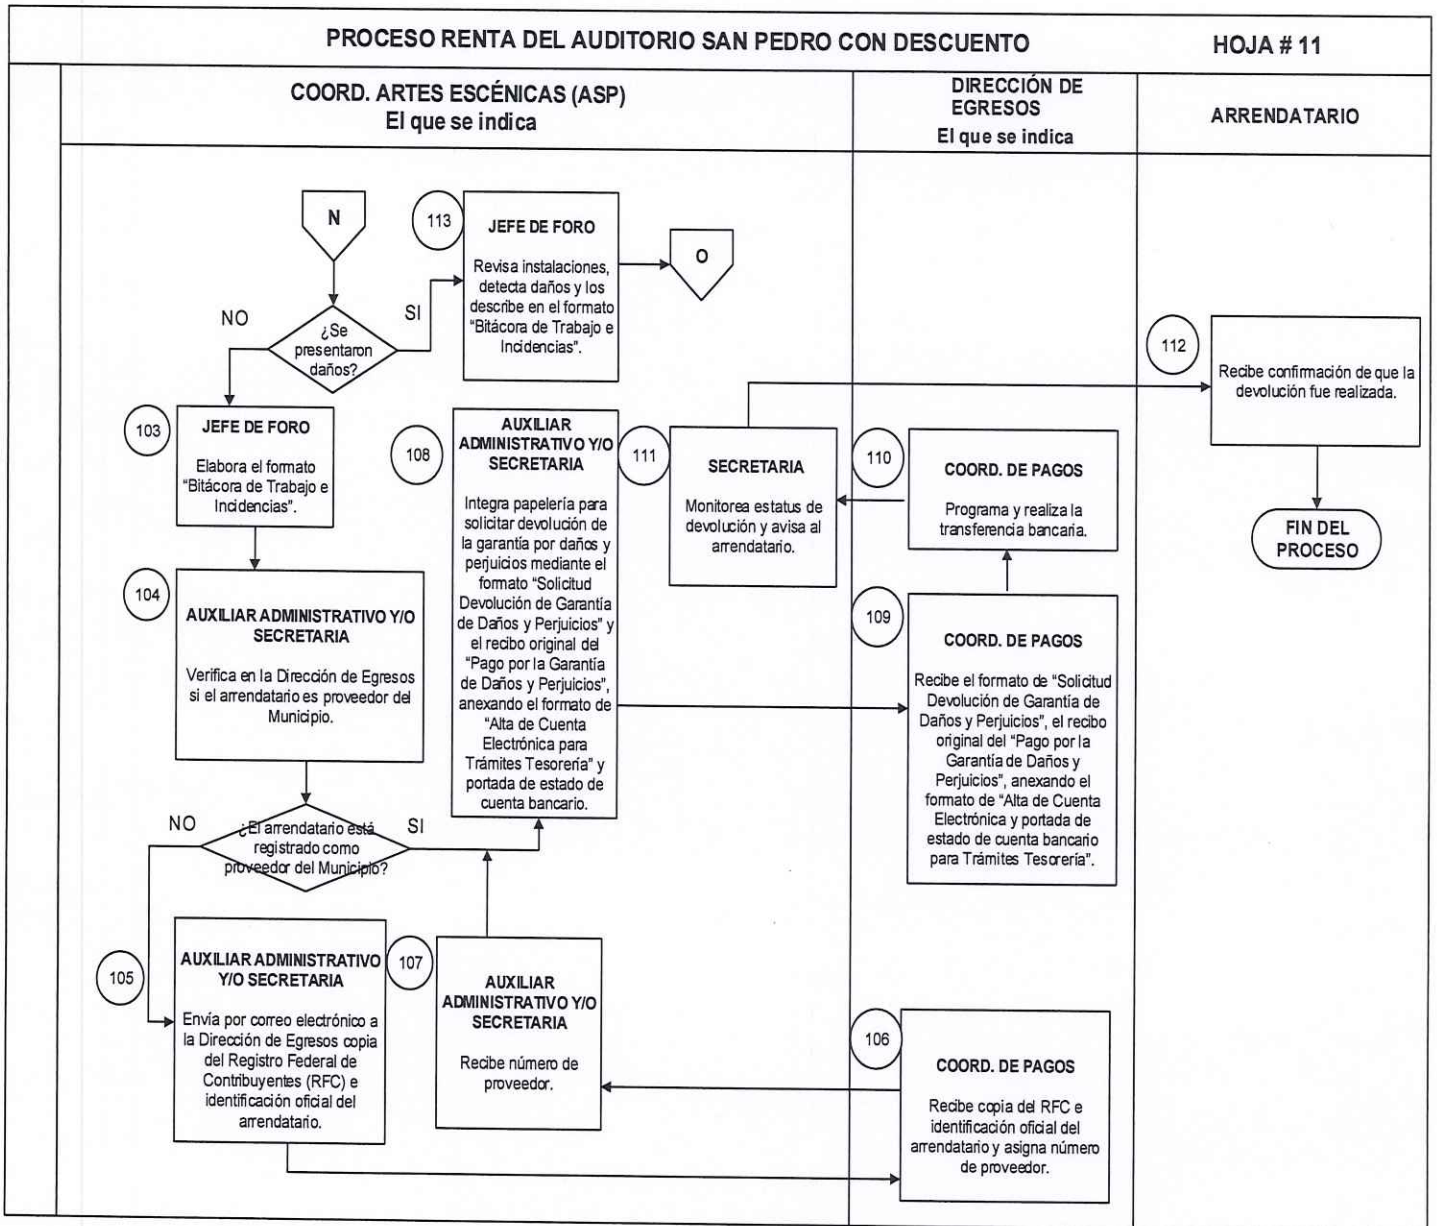 PROCESO RENTA DEL AUDITORIO SAN PEDRO CON DESCUENTO
HOJA # 11
COORD. ARTES ESCÉNICAS (ASP)
El que se indica
DIRECCIÓN DE
EGRESOS
El que se indica
ARRENDATARIO
N
¿Se
presentaron
daños?
NO
SI
113
JEFE DE FORO
Revisa instalaciones,
detecta daños y los
describe en el formato
“Bitácora de Trabajo e
Incidencias”.
O
103
JEFE DE FORO
Elabora el formato
“Bitácora de Trabajo e
Incidencias”.
104
AUXILIAR ADMINISTRATIVO Y/O
SECRETARIA
Verifica en la Dirección de Egresos
si el arrendatario es proveedor del
Municipio.
¿El arrendatario está
registrado como
proveedor del Municipio?
NO
SI
105
AUXILIAR ADMINISTRATIVO
Y/O SECRETARIA
Envía por correo electrónico a
la Dirección de Egresos copia
del Registro Federal de
Contribuyentes (RFC) e
identificación oficial del
arrendatario.
106
COORD. DE PAGOS
Recibe copia del RFC e
identificación oficial del
arrendatario y asigna número
de proveedor.
107
AUXILIAR
ADMINISTRATIVO Y/O
SECRETARIA
Recibe número de
proveedor.
108
AUXILIAR
ADMINISTRATIVO Y/O
SECRETARIA
Integra papelería para
solicitar devolución de
la garantía por daños y
perjuicios mediante el
formato “Solicitud
Devolución de Garantía
de Daños y Perjuicios” y
el recibo original del
“Pago por la Garantía
de Daños y Perjuicios”,
anexando el formato de
“Alta de Cuenta
Electrónica para
Trámites Tesorería” y
portada de estado de
cuenta bancario.
109
COORD. DE PAGOS
Recibe el formato de “Solicitud
Devolución de Garantía de
Daños y Perjuicios”, el recibo
original del “Pago por la
Garantía de Daños y
Perjuicios”, anexando el
formato de “Alta de Cuenta
Electrónica y portada de
estado de cuenta bancario
para Trámites Tesorería”.
110
COORD. DE PAGOS
Programa y realiza la
transferencia bancaria.
111
SECRETARIA
Monitorea estatus de
devolución y avisa al
arrendatario.
112
Recibe confirmación de que la
devolución fue realizada.
FIN DEL
PROCESO